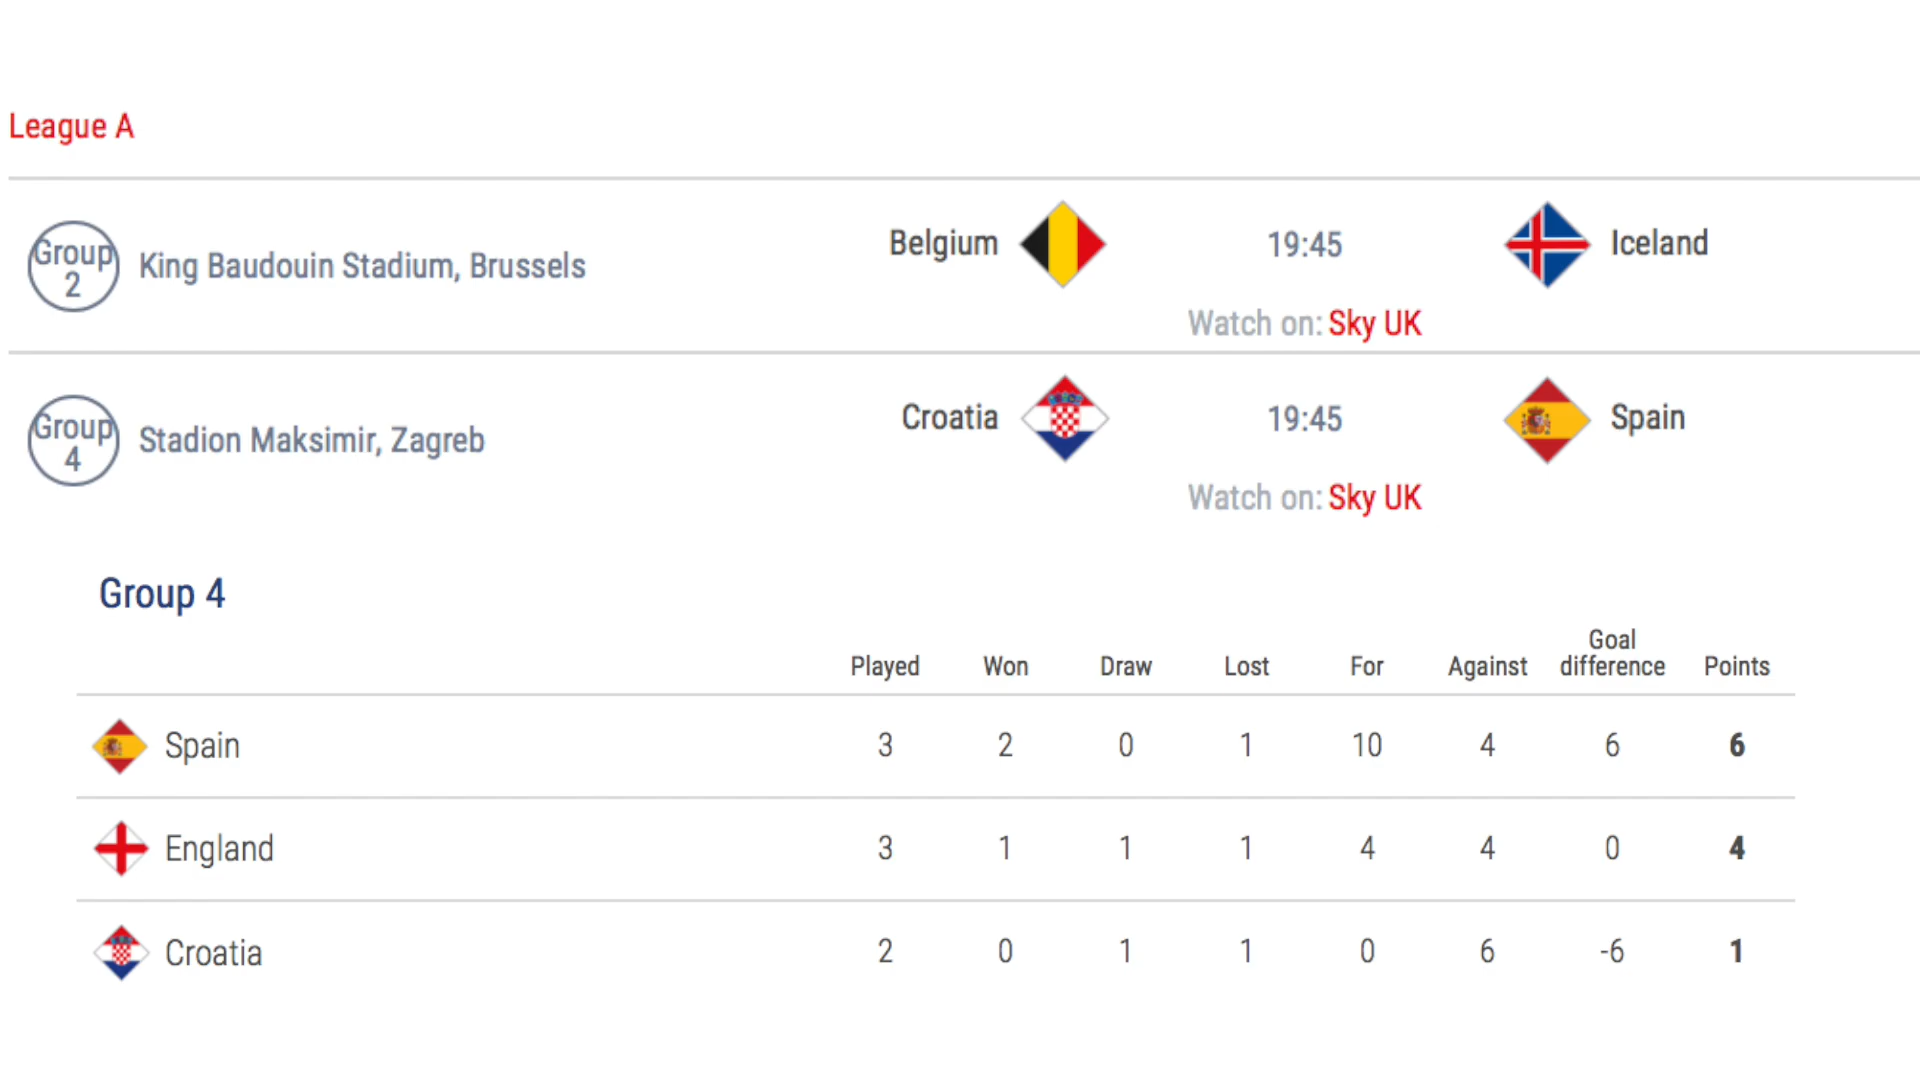 League A
Group 2 King Baudouin Stadium, Brussels Belgium 19:45 Iceland
Watch on: Sky UK
Group 4 Stadion Maksimir, Zagreb Croatia 19:45 Spain
Watch on: Sky UK
Group 4
Played Won Draw Lost For Against Goal difference Points
Spain 3 2 0 1 10 4 6 6
England 3 1 1 1 4 4 0 4
Croatia 2 0 1 1 0 6 -6 1